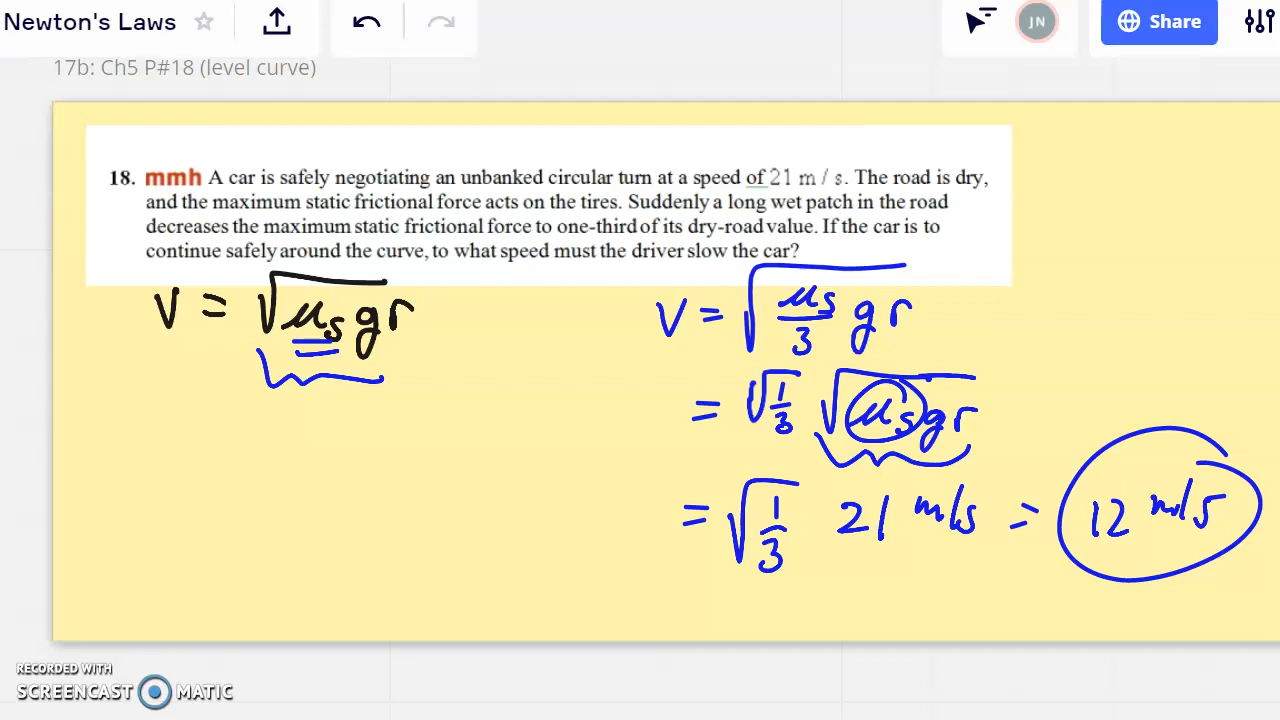 Newton's Laws
JN
Share
17b: Ch5 P#18 (level curve)
18. mmh A car is safely negotiating an unbanked circular turn at a speed of 21 m / s. The road is dry,
and the maximum static frictional force acts on the tires. Suddenly a long wet patch in the road
decreases the maximum static frictional force to one-third of its dry-road value. If the car is to
continue safely around the curve, to what speed must the driver slow the car?
v = √μs g r
v = √μs/3 g r
= √1/3 √μs g r
= √1/3 21 m/s = 12 m/s
RECORDED WITH
SCREENCAST MATIC